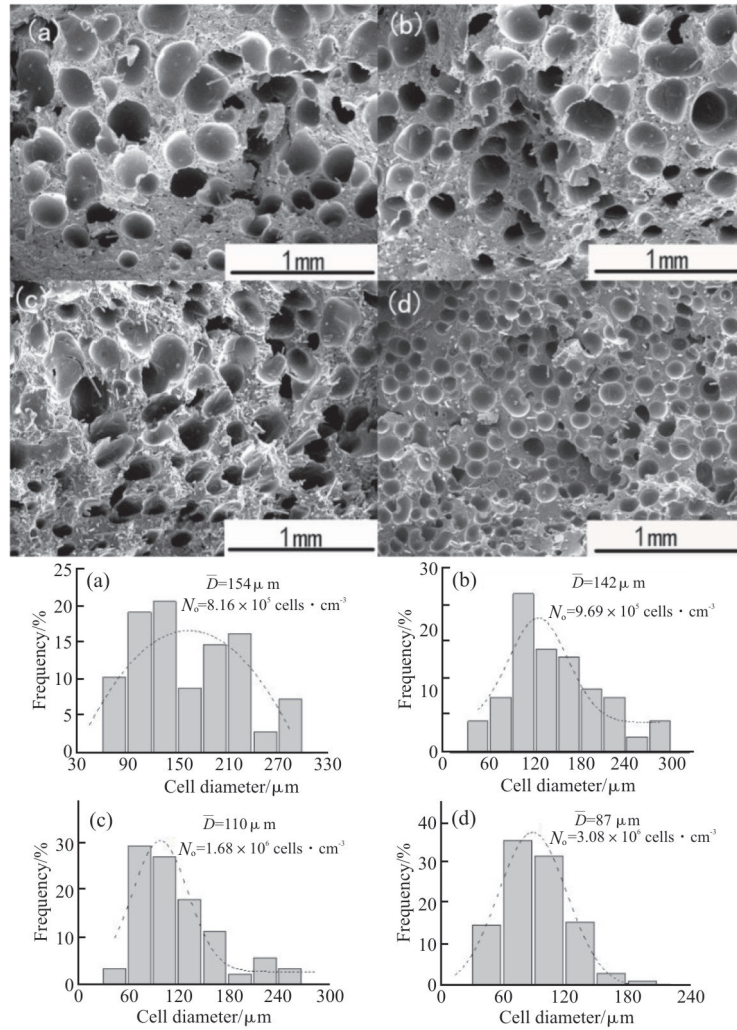 (a)
(b)
1mm
1mm
(c)
(d)
1mm
1mm
(a)
D̅=154μm
Nₒ=8.16×10⁵ cells·cm⁻³
Frequency/%
25
20
15
10
5
0
30 90 150 210 270 330
Cell diameter/μm
(b)
D̅=142μm
Nₒ=9.69×10⁵ cells·cm⁻³
Frequency/%
30
20
10
0
0 60 120 180 240 300
Cell diameter/μm
(c)
D̅=110μm
Nₒ=1.68×10⁶ cells·cm⁻³
Frequency/%
30
20
10
0
0 60 120 180 240 300
Cell diameter/μm
(d)
D̅=87μm
Nₒ=3.08×10⁶ cells·cm⁻³
Frequency/%
40
30
20
10
0
0 60 120 180 240
Cell diameter/μm